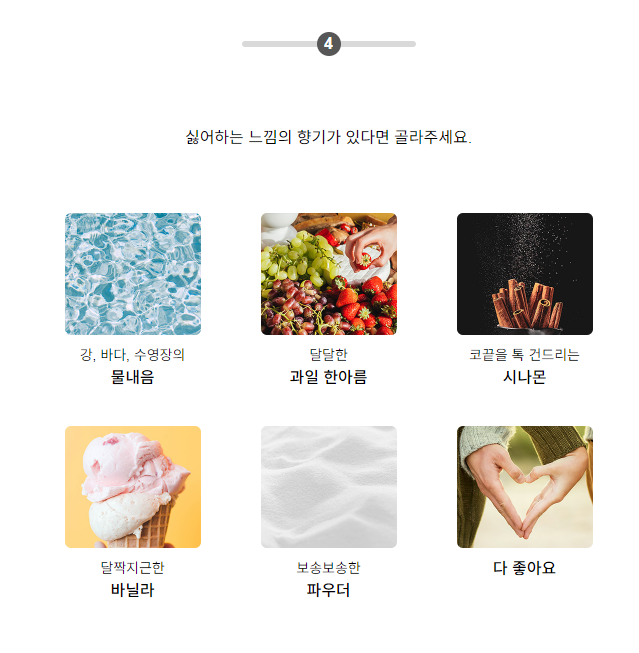 4
싫어하는 느낌의 향기가 있다면 골라주세요.
강, 바다, 수영장의
물내음
달달한
과일 한아름
코끝을 톡 건드리는
시나몬
달짝지근한
바닐라
보송보송한
파우더
다 좋아요